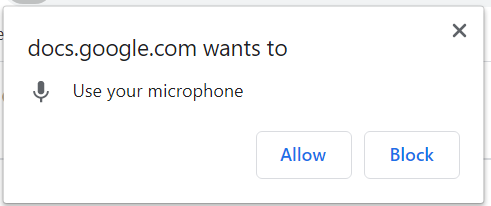 docs.google.com wants to
Use your microphone
Allow Block